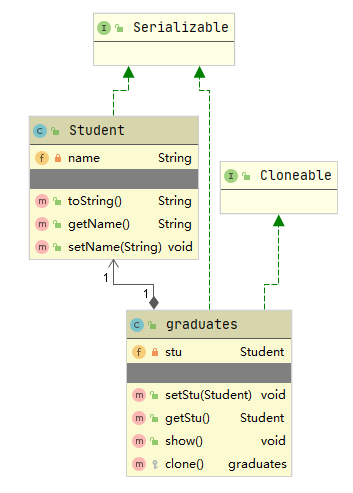 I Serializable
C Student
f name String
m toString() String
m getName() String
m setName(String) void
I Cloneable
1
1
C graduates
f stu Student
m setStu(Student) void
m getStu() Student
m show() void
m clone() graduates